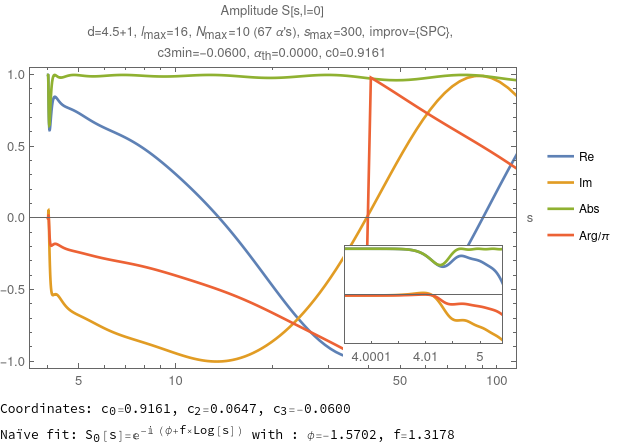 Amplitude S[s,l=0]
d=4.5+1, lmax=16, Nmax=10 (67 α's), smax=300, improv={SPC},
c3min=-0.0600, αth=0.0000, c0=0.9161
1.0
0.5
0.0
-0.5
-1.0
s
Re
Im
Abs
Arg/π
4.0001 4.01 5
5 10 50 100
Coordinates: c0=0.9161, c2=0.0647, c3=-0.0600
Naïve fit: S0[s]=e^-i (ϕ+f×Log[s]) with : ϕ=-1.5702, f=1.3178